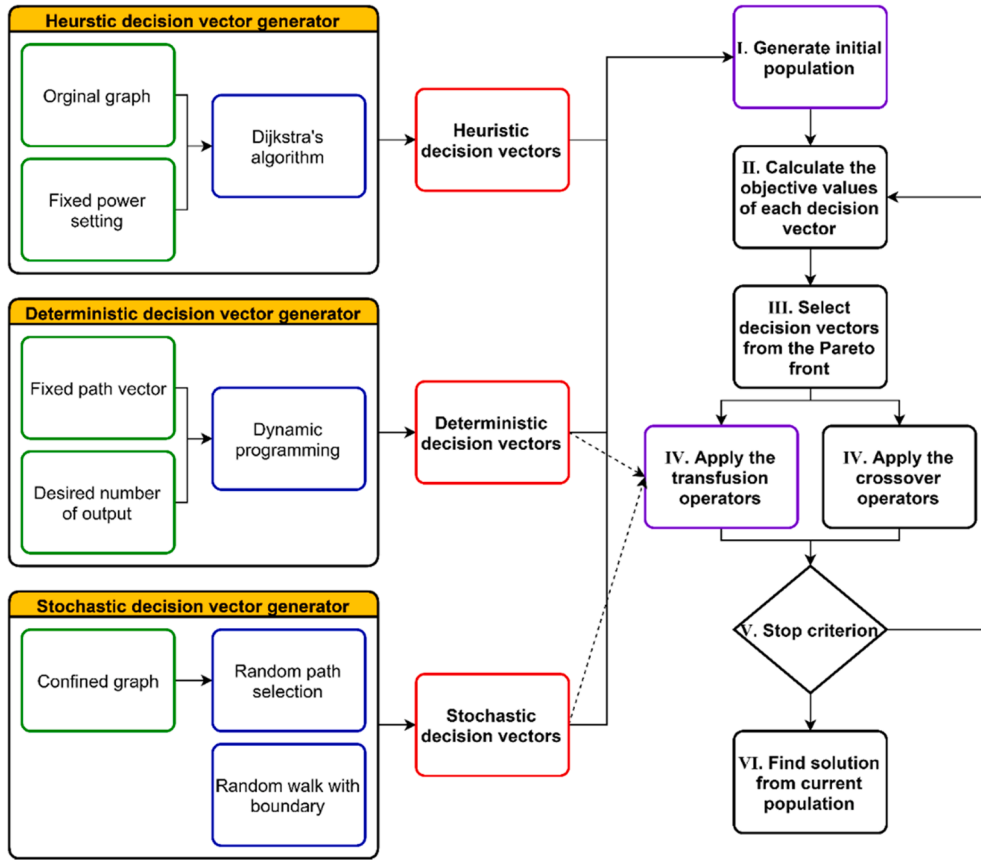 Heurstic decision vector generator
Orginal graph
Fixed power
setting
Dijkstra's
algorithm
Heuristic
decision vectors
Deterministic decision vector generator
Fixed path vector
Desired number
of output
Dynamic
programming
Deterministic
decision vectors
Stochastic decision vector generator
Confined graph
Random path
selection
Random walk with
boundary
Stochastic
decision vectors
I. Generate initial
population
II. Calculate the
objective values
of each decision
vector
III. Select
decision vectors
from the Pareto
front
IV. Apply the
transfusion
operators
IV. Apply the
crossover
operators
V. Stop criterion
VI. Find solution
from current
population